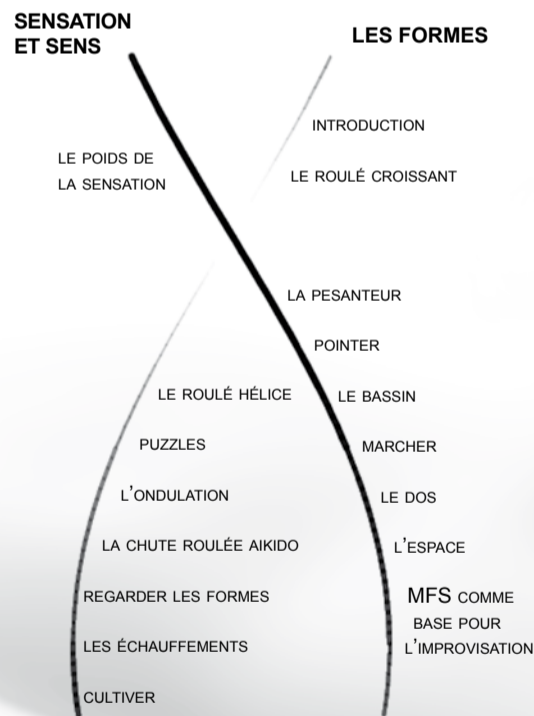 SENSATION
ET SENS
LES FORMES
INTRODUCTION
LE POIDS DE
LA SENSATION
LE ROULÉ CROISSANT
LA PESANTEUR
POINTER
LE ROULÉ HÉLICE
LE BASSIN
PUZZLES
MARCHER
L'ONDULATION
LE DOS
LA CHUTE ROULÉE AIKIDO
L'ESPACE
REGARDER LES FORMES
MFS COMME
BASE POUR
L'IMPROVISATION
LES ÉCHAUFFEMENTS
CULTIVER